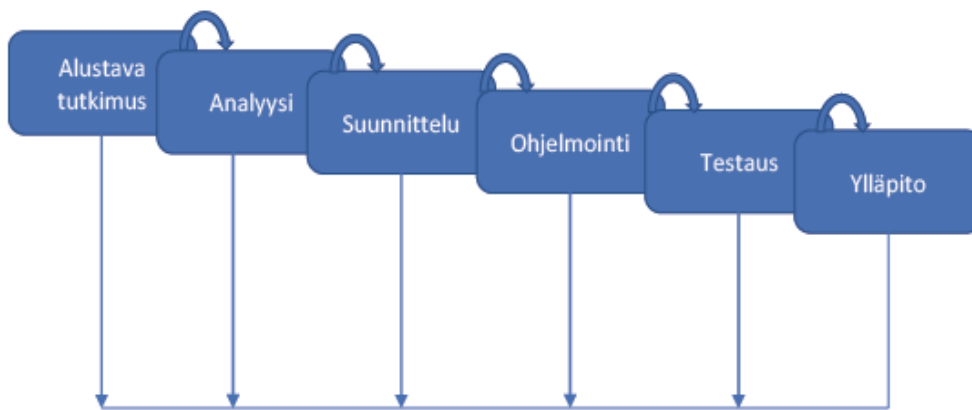 Alustava
tutkimus
Analyysi
Suunnittelu
Ohjelmointi
Testaus
Ylläpito